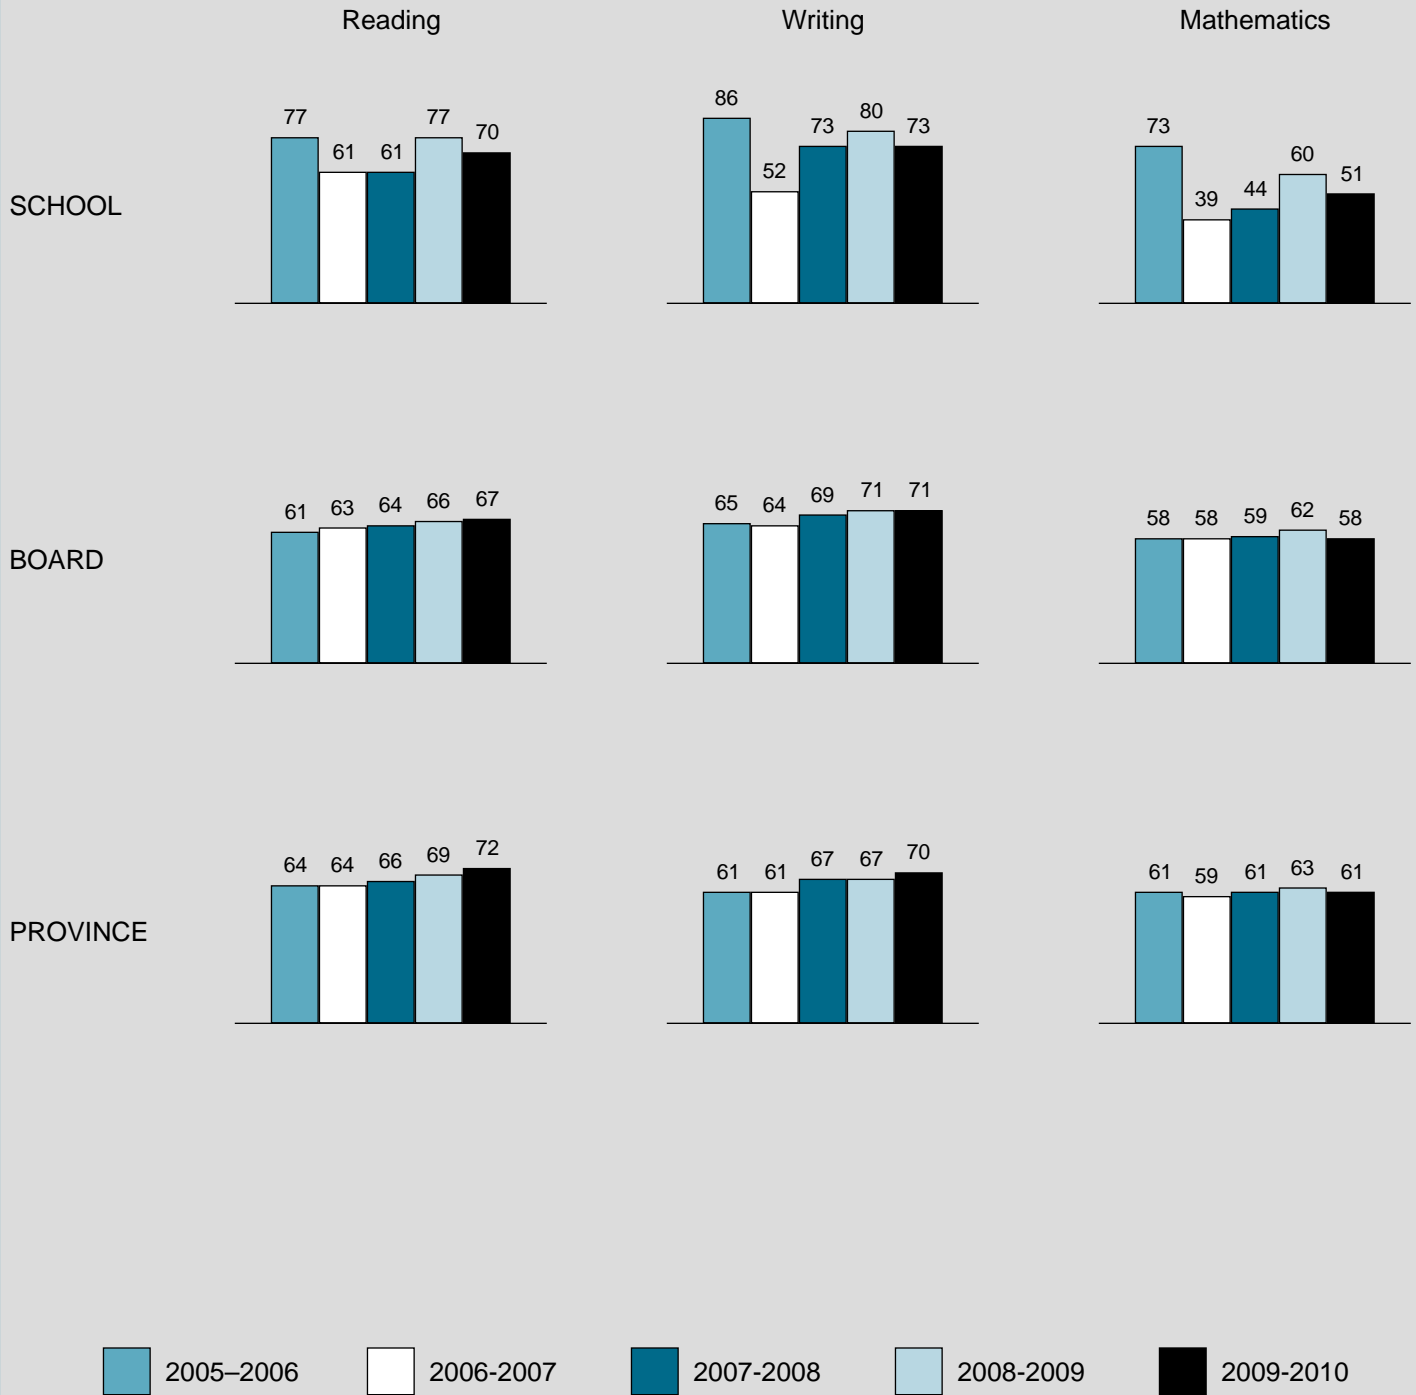 Reading Writing Mathematics
SCHOOL
77 61 61 77 70
86 52 73 80 73
73 39 44 60 51
BOARD
61 63 64 66 67
65 64 69 71 71
58 58 59 62 58
PROVINCE
64 64 66 69 72
61 61 67 67 70
61 59 61 63 61
2005–2006 2006-2007 2007-2008 2008-2009 2009-2010